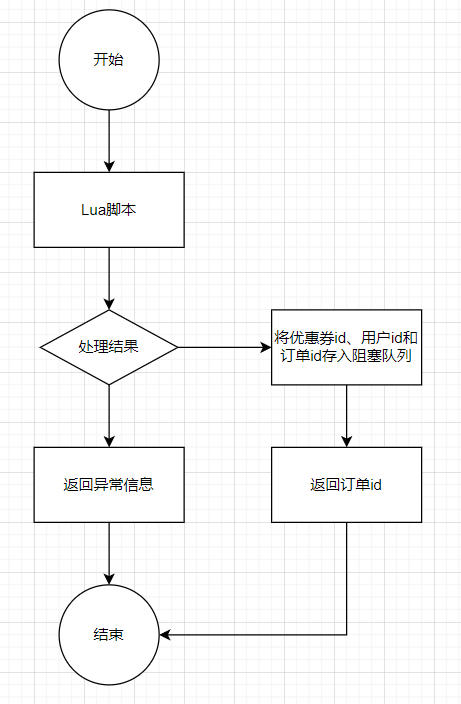 开始
Lua脚本
处理结果
将优惠券id、用户id和
订单id存入阻塞队列
返回异常信息
返回订单id
结束